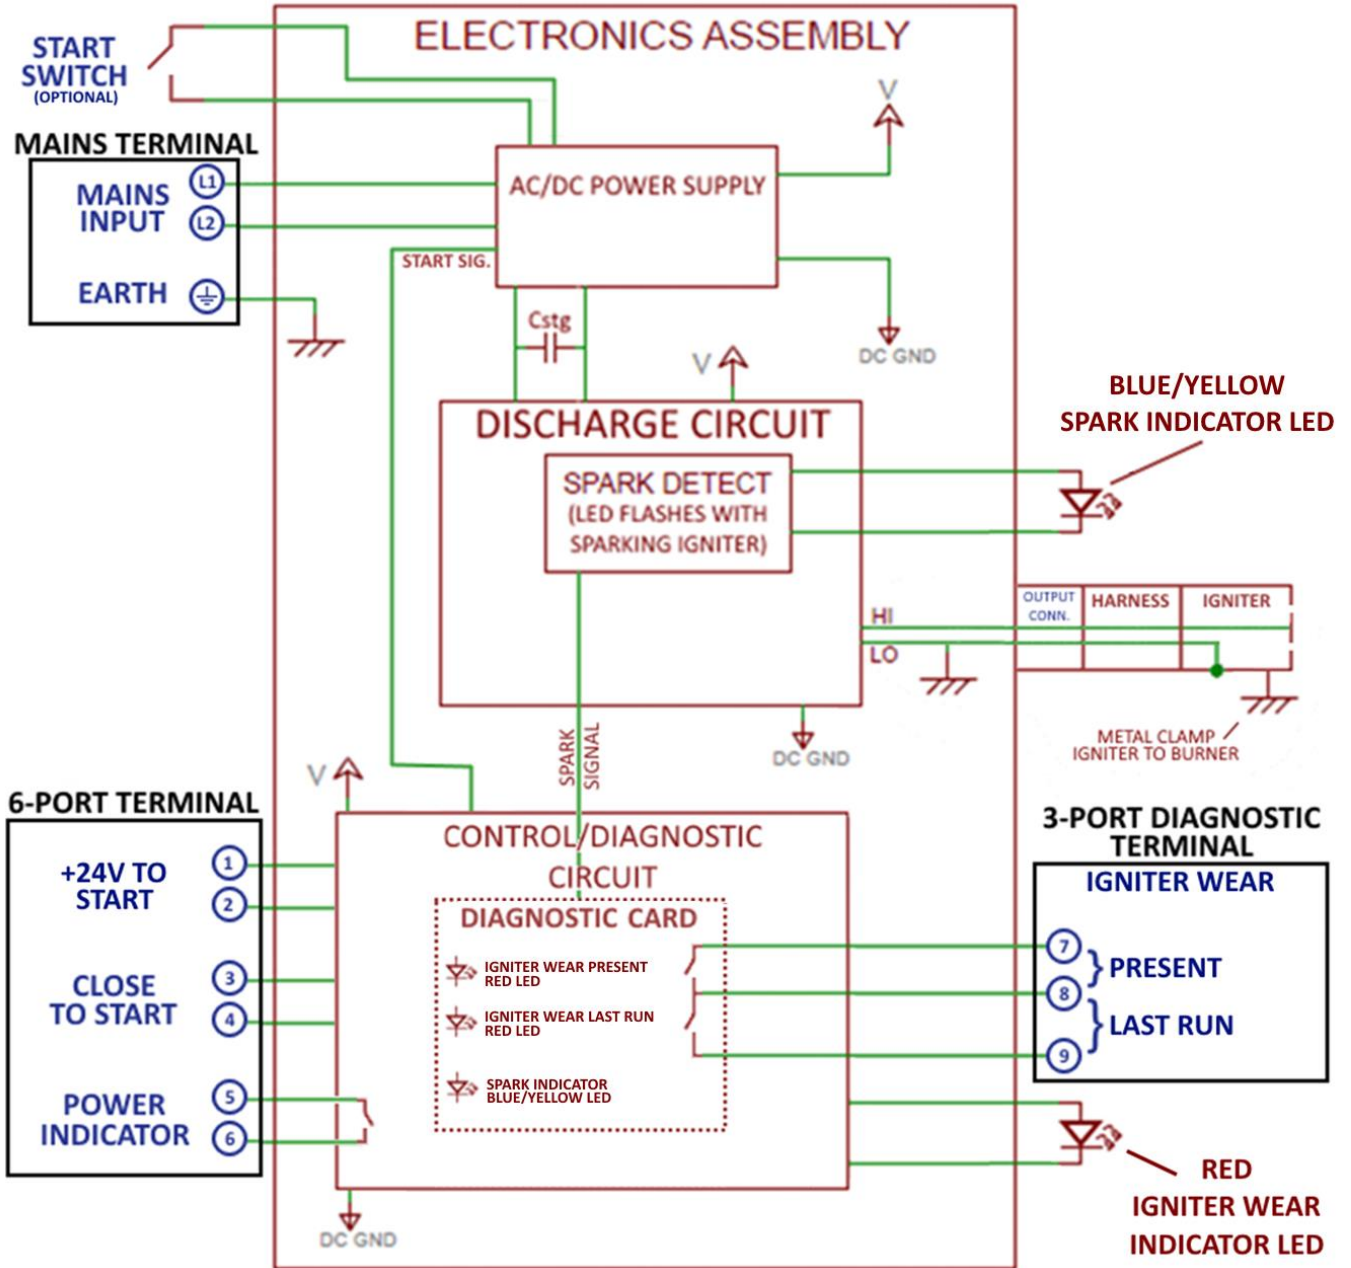 ELECTRONICS ASSEMBLY
START
SWITCH
(OPTIONAL)
V
MAINS TERMINAL
MAINS
INPUT
L1
L2
EARTH
AC/DC POWER SUPPLY
START SIG.
Cstg
DC GND
V
DISCHARGE CIRCUIT
SPARK DETECT
(LED FLASHES WITH
SPARKING IGNITER)
BLUE/YELLOW
SPARK INDICATOR LED
HI
LO
OUTPUT
CONN.
HARNESS
IGNITER
METAL CLAMP
IGNITER TO BURNER
DC GND
SPARK
SIGNAL
V
6-PORT TERMINAL
+24V TO
START
1
2
CLOSE
TO START
3
4
POWER
INDICATOR
5
6
CONTROL/DIAGNOSTIC
CIRCUIT
DIAGNOSTIC CARD
IGNITER WEAR PRESENT
RED LED
IGNITER WEAR LAST RUN
RED LED
SPARK INDICATOR
BLUE/YELLOW LED
DC GND
3-PORT DIAGNOSTIC
TERMINAL
IGNITER WEAR
7
8
9
PRESENT
LAST RUN
RED
IGNITER WEAR
INDICATOR LED